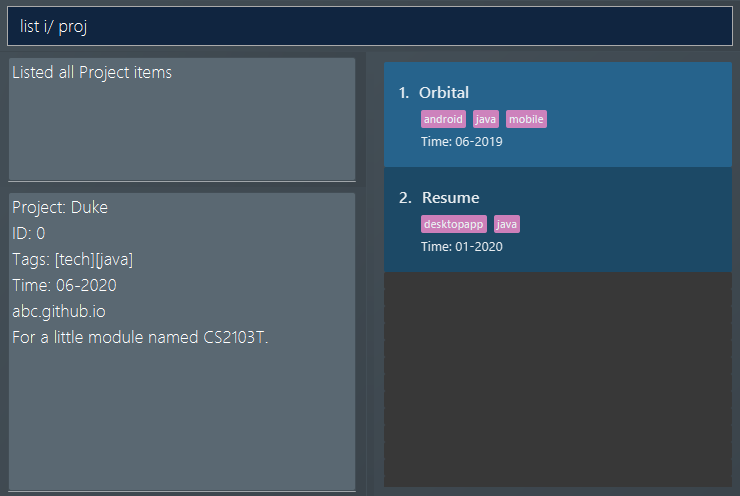 list i/ proj
Listed all Project items
Project: Duke
ID: 0
Tags: [tech][java]
Time: 06-2020
abc.github.io
For a little module named CS2103T.
1. Orbital
android java mobile
Time: 06-2019
2. Resume
desktopapp java
Time: 01-2020